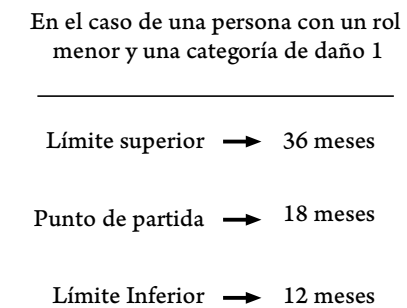 En el caso de una persona con un rol
menor y una categoría de daño 1
Límite superior → 36 meses
Punto de partida → 18 meses
Límite Inferior → 12 meses